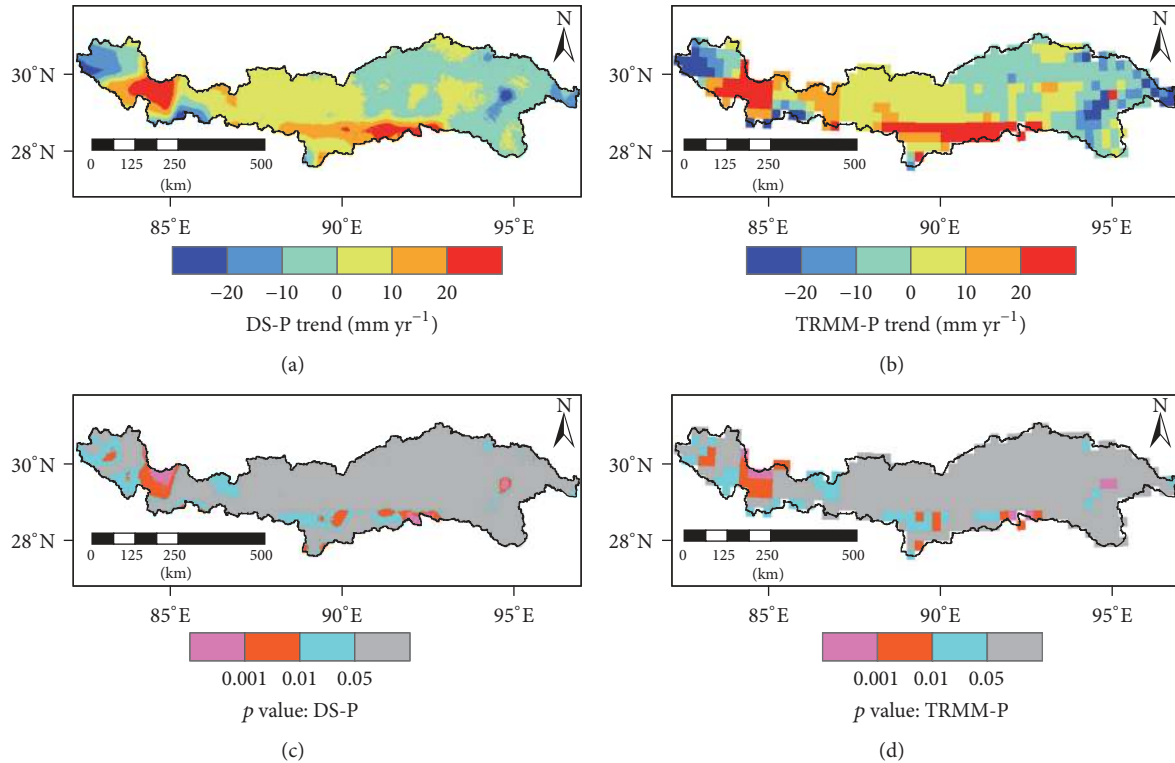 N
30°N
28°N
0 125 250 500
(km)
85°E 90°E 95°E
−20 −10 0 10 20
DS-P trend (mm yr⁻¹)
(a)
N
30°N
28°N
0 125 250 500
(km)
85°E 90°E 95°E
−20 −10 0 10 20
TRMM-P trend (mm yr⁻¹)
(b)
N
30°N
28°N
0 125 250 500
(km)
85°E 90°E 95°E
0.001 0.01 0.05
p value: DS-P
(c)
N
30°N
28°N
0 125 250 500
(km)
85°E 90°E 95°E
0.001 0.01 0.05
p value: TRMM-P
(d)